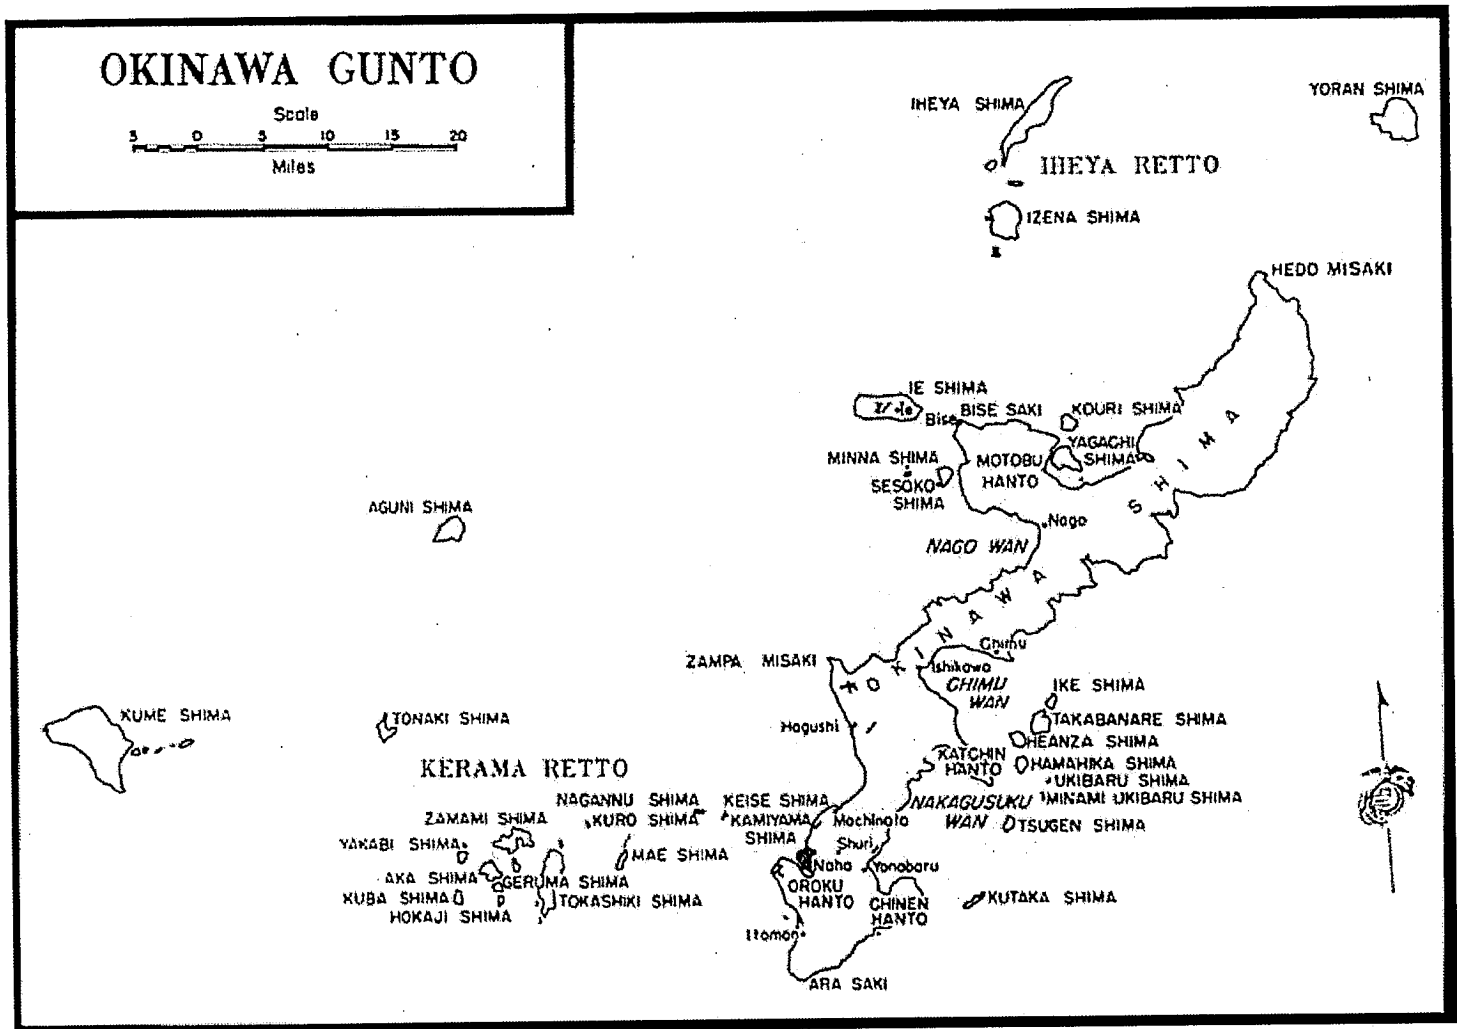 OKINAWA GUNTO
Scale
5 0 5 10 15 20
Miles
IHEYA SHIMA
YORAN SHIMA
IHEYA RETTO
IZENA SHIMA
HEDO MISAKI
IE SHIMA
Ie
Bise
BISE SAKI
KOURI SHIMA
YAGACHI
SHIMA
MINNA SHIMA
MOTOBU
HANTO
SESOKO
SHIMA
AGUNI SHIMA
Nago
NAGO WAN
OKINAWA SHIMA
Chimu
ZAMPA MISAKI
Ishikawa
CHIMU
WAN
IKE SHIMA
KUME SHIMA
TONAKI SHIMA
TAKABANARE SHIMA
Hagushi
HEANZA SHIMA
KATCHIN
HANTO
HAMAHIKA SHIMA
KERAMA RETTO
UKIBARU SHIMA
NAGANNU SHIMA
KEISE SHIMA
NAKAGUSUKU
WAN
MINAMI UKIBARU SHIMA
ZAMAMI SHIMA
KURO SHIMA
KAMIYAMA
SHIMA
Machinato
TSUGEN SHIMA
YAKABI SHIMA
MAE SHIMA
Shuri
Naha
Yonabaru
AKA SHIMA
GERUMA SHIMA
OROKU
HANTO
KUBA SHIMA
TOKASHIKI SHIMA
CHINEN
HANTO
KUTAKA SHIMA
HOKAJI SHIMA
Itoman
ARA SAKI